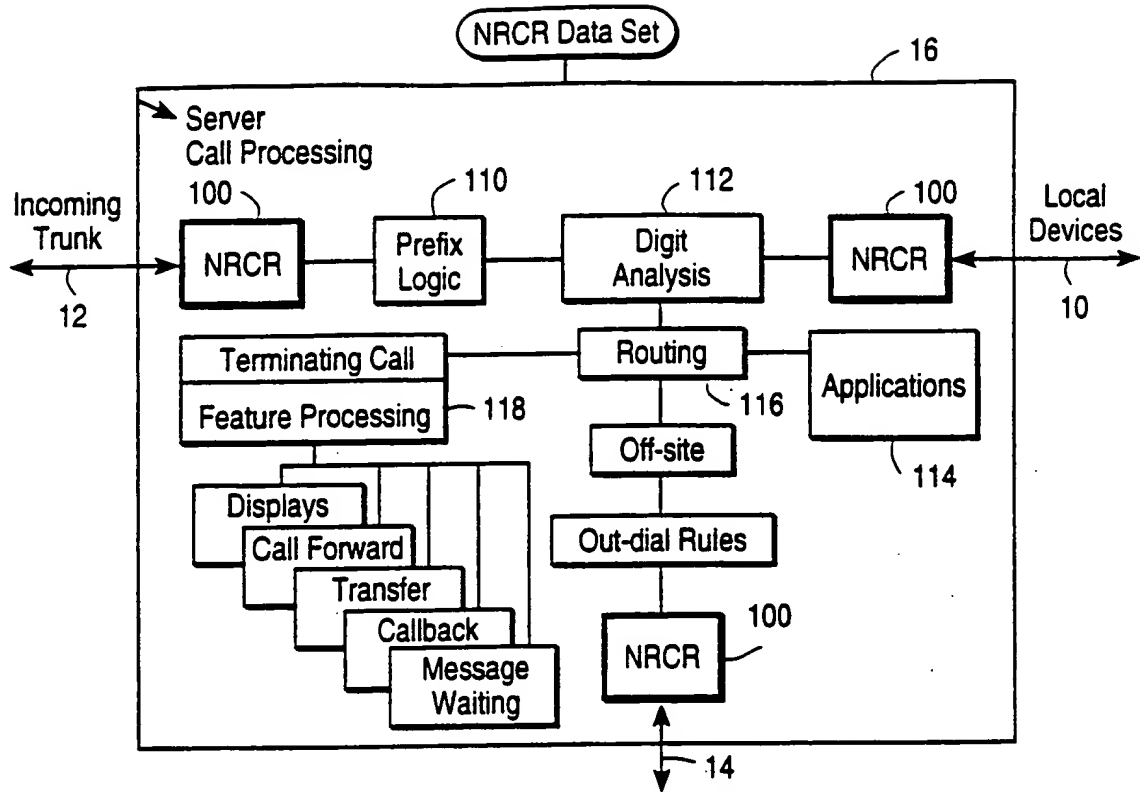 NRCR Data Set
16
Server
Call Processing
100
110
112
100
Incoming
Trunk
Local
Devices
NRCR
Prefix
Logic
Digit
Analysis
NRCR
12
10
Terminating Call
Routing
Applications
Feature Processing
118
116
114
Off-site
Displays
Call Forward
Transfer
Callback
Message
Waiting
Out-dial Rules
100
NRCR
14